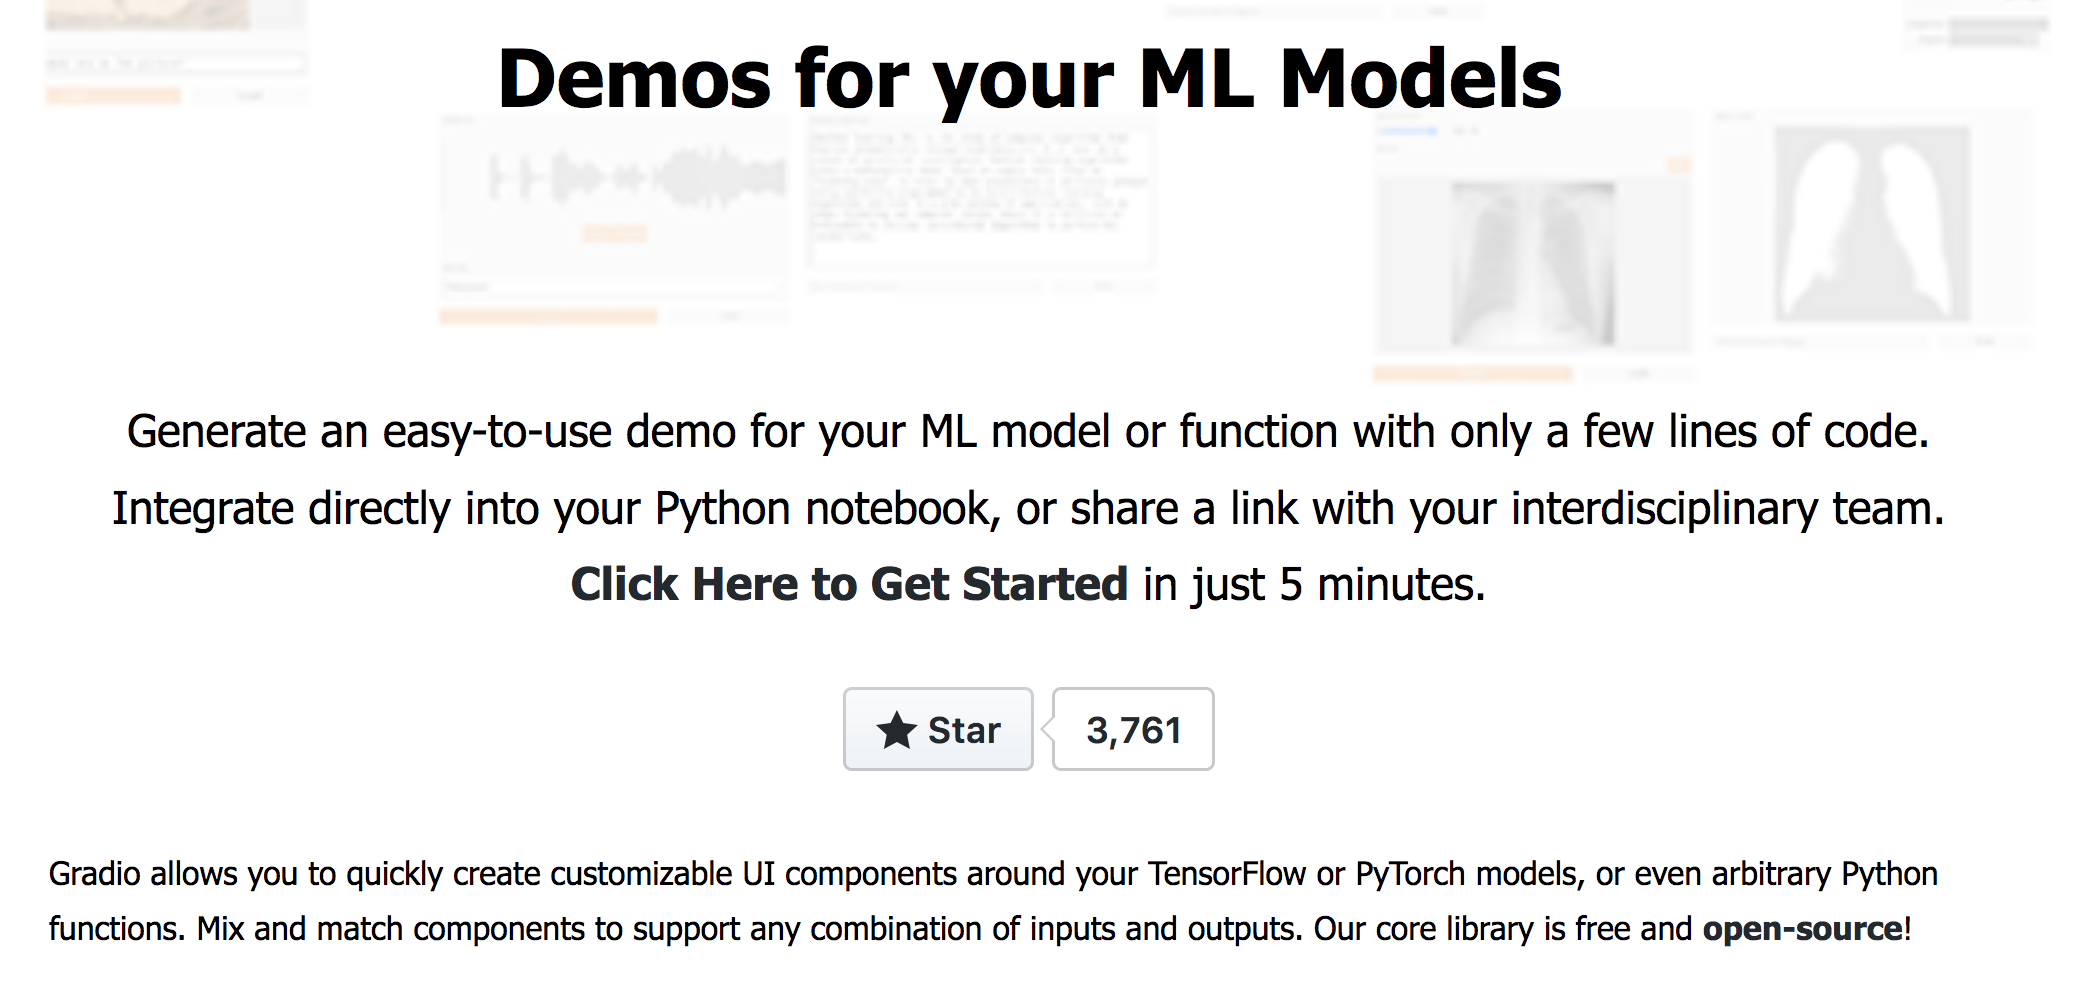 Demos for your ML Models
Generate an easy-to-use demo for your ML model or function with only a few lines of code.
Integrate directly into your Python notebook, or share a link with your interdisciplinary team.
Click Here to Get Started in just 5 minutes.
Star 3,761
Gradio allows you to quickly create customizable UI components around your TensorFlow or PyTorch models, or even arbitrary Python
functions. Mix and match components to support any combination of inputs and outputs. Our core library is free and open-source!